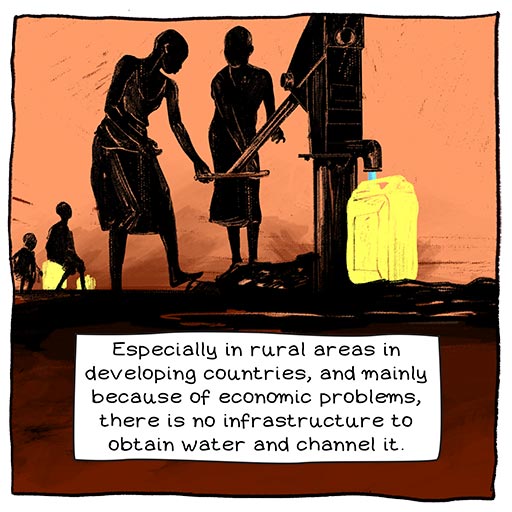 Especially in rural areas in
developing countries, and mainly
because of economic problems,
there is no infrastructure to
obtain water and channel it.